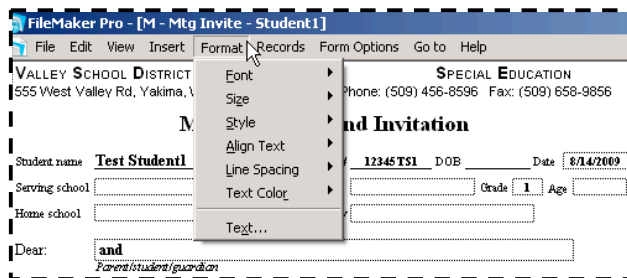 FileMaker Pro - [M - Mtg Invite - Student1]
File Edit View Insert Format Records Form Options Go to Help
VALLEY SCHOOL DISTRICT SPECIAL EDUCATION
555 West Valley Rd, Yakima, Phone: (509) 456-8596 Fax: (509) 658-9856
nd Invitation
Student name Test Student1 12345TS1 DOB Date 8/14/2009
Serving school Grade 1 Age
Home school
Dear: and
Parent/student/guardian
Font
Size
Style
Align Text
Line Spacing
Text Color
Text...